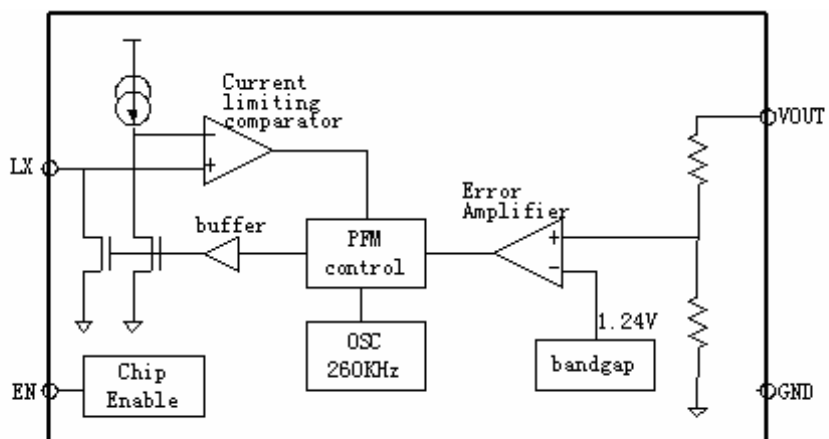 Current
limiting
comparator
VOUT
LX
−
+
Error
Amplifier
buffer
PFM
control
+
−
1.24V
OSC
260KHz
bandgap
Chip
Enable
EN
GND